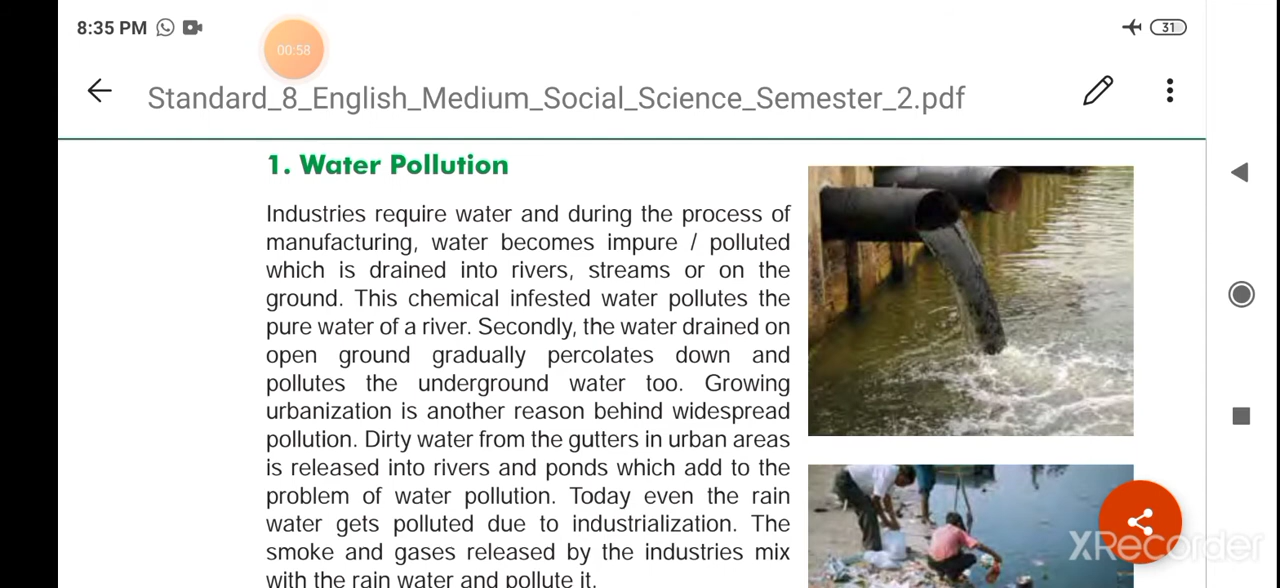 8:35 PM
00:58
31
Standard_8_English_Medium_Social_Science_Semester_2.pdf
1. Water Pollution
Industries require water and during the process of
manufacturing, water becomes impure / polluted
which is drained into rivers, streams or on the
ground. This chemical infested water pollutes the
pure water of a river. Secondly, the water drained on
open ground gradually percolates down and
pollutes the underground water too. Growing
urbanization is another reason behind widespread
pollution. Dirty water from the gutters in urban areas
is released into rivers and ponds which add to the
problem of water pollution. Today even the rain
water gets polluted due to industrialization. The
smoke and gases released by the industries mix
with the rain water and pollute it.
XRecorder